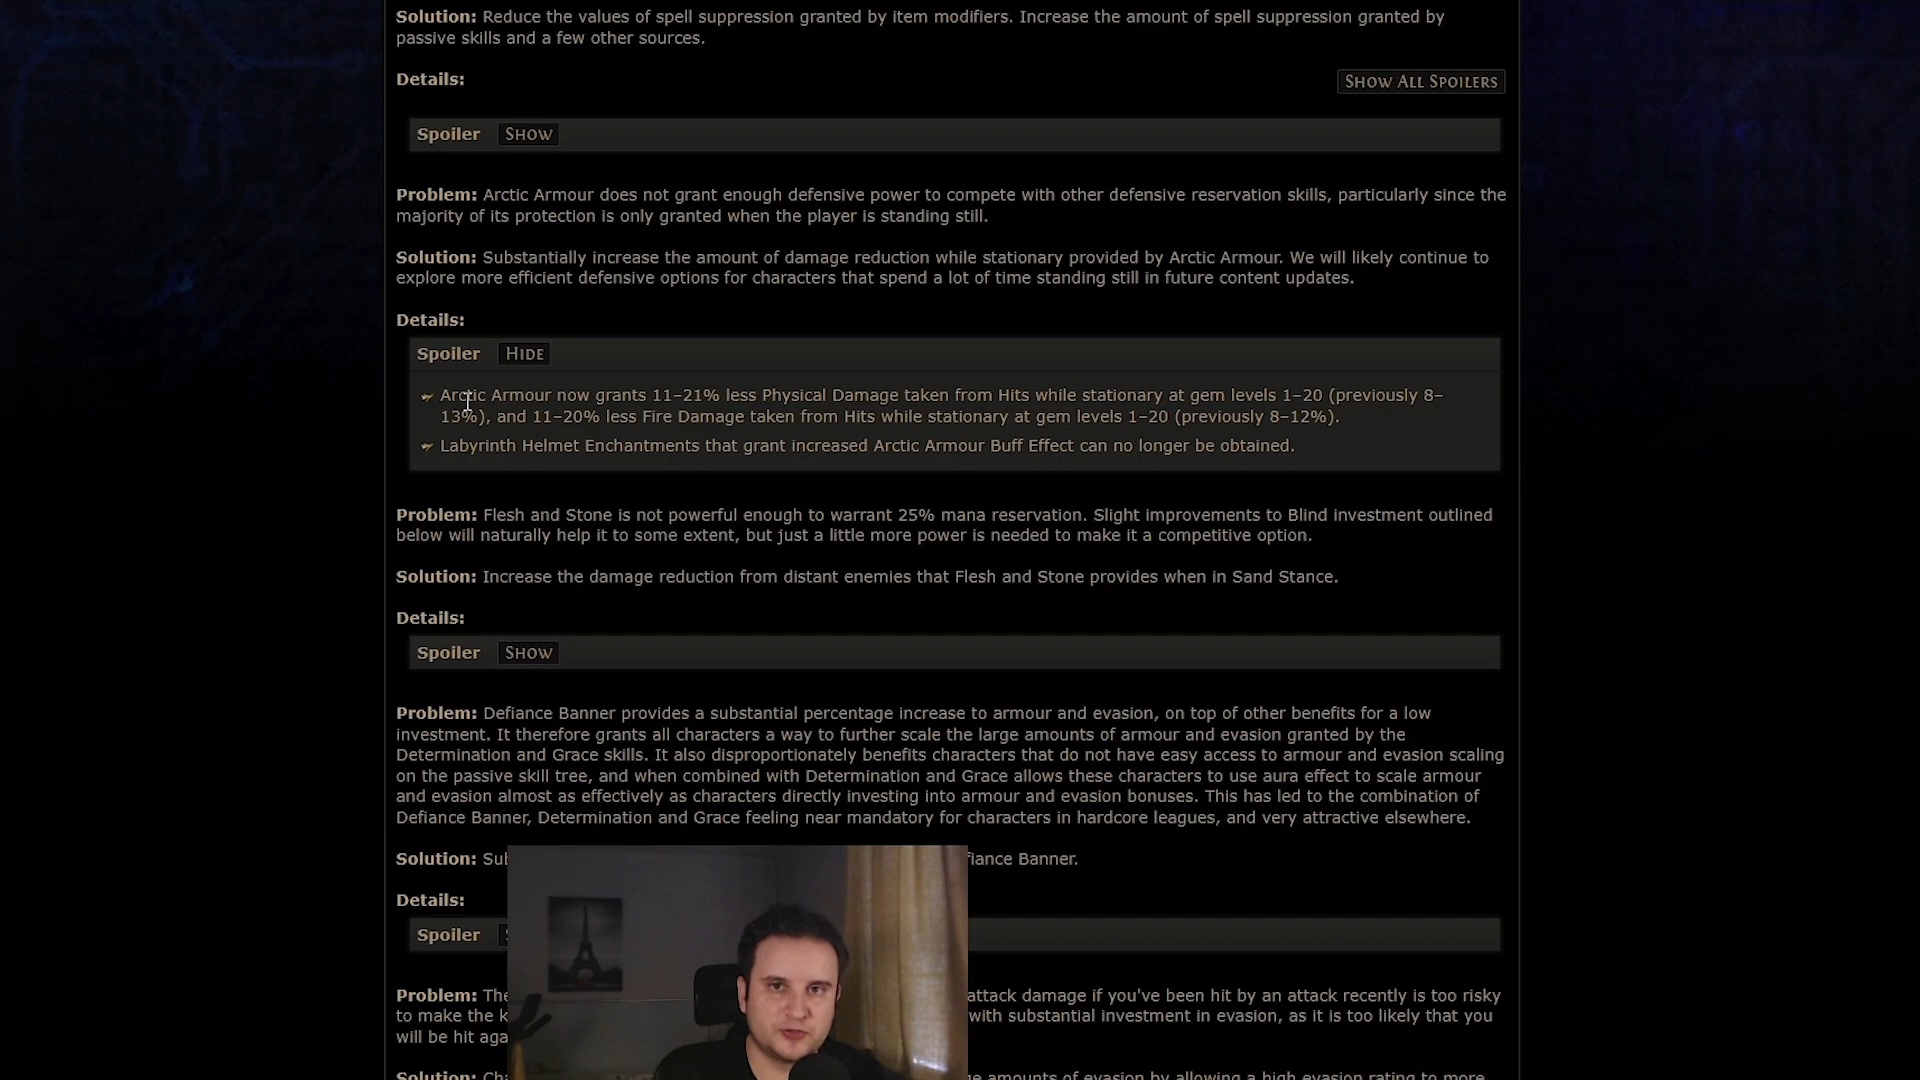 Solution: Reduce the values of spell suppression granted by item modifiers. Increase the amount of spell suppression granted by
passive skills and a few other sources.
Details:
Show All Spoilers
Spoiler Show
Problem: Arctic Armour does not grant enough defensive power to compete with other defensive reservation skills, particularly since the
majority of its protection is only granted when the player is standing still.
Solution: Substantially increase the amount of damage reduction while stationary provided by Arctic Armour. We will likely continue to
explore more efficient defensive options for characters that spend a lot of time standing still in future content updates.
Details:
Spoiler Hide
Arctic Armour now grants 11–21% less Physical Damage taken from Hits while stationary at gem levels 1–20 (previously 8–
13%), and 11–20% less Fire Damage taken from Hits while stationary at gem levels 1–20 (previously 8–12%).
Labyrinth Helmet Enchantments that grant increased Arctic Armour Buff Effect can no longer be obtained.
Problem: Flesh and Stone is not powerful enough to warrant 25% mana reservation. Slight improvements to Blind investment outlined
below will naturally help it to some extent, but just a little more power is needed to make it a competitive option.
Solution: Increase the damage reduction from distant enemies that Flesh and Stone provides when in Sand Stance.
Details:
Spoiler Show
Problem: Defiance Banner provides a substantial percentage increase to armour and evasion, on top of other benefits for a low
investment. It therefore grants all characters a way to further scale the large amounts of armour and evasion granted by the
Determination and Grace skills. It also disproportionately benefits characters that do not have easy access to armour and evasion scaling
on the passive skill tree, and when combined with Determination and Grace allows these characters to use aura effect to scale armour
and evasion almost as effectively as characters directly investing into armour and evasion bonuses. This has led to the combination of
Defiance Banner, Determination and Grace feeling near mandatory for characters in hardcore leagues, and very attractive elsewhere.
Solution: Banner.
Details:
Spoiler
Problem: attack damage if you've been hit by an attack recently is too risky
to make the with substantial investment in evasion, as it is too likely that you
will be hit
Solution: amounts of evasion by allowing a high evasion rating to more